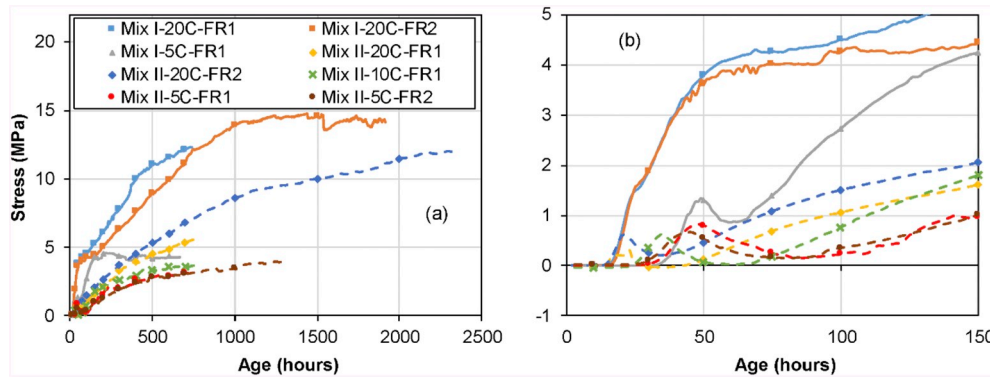 Mix I-20C-FR1 Mix I-20C-FR2
Mix I-5C-FR1 Mix II-20C-FR1
Mix II-20C-FR2 Mix II-10C-FR1
Mix II-5C-FR1 Mix II-5C-FR2
Stress (MPa)
20
15
10
5
0
0 500 1000 1500 2000 2500
Age (hours)
(a)
(b)
5
4
3
2
1
0
-1
0 50 100 150
Age (hours)